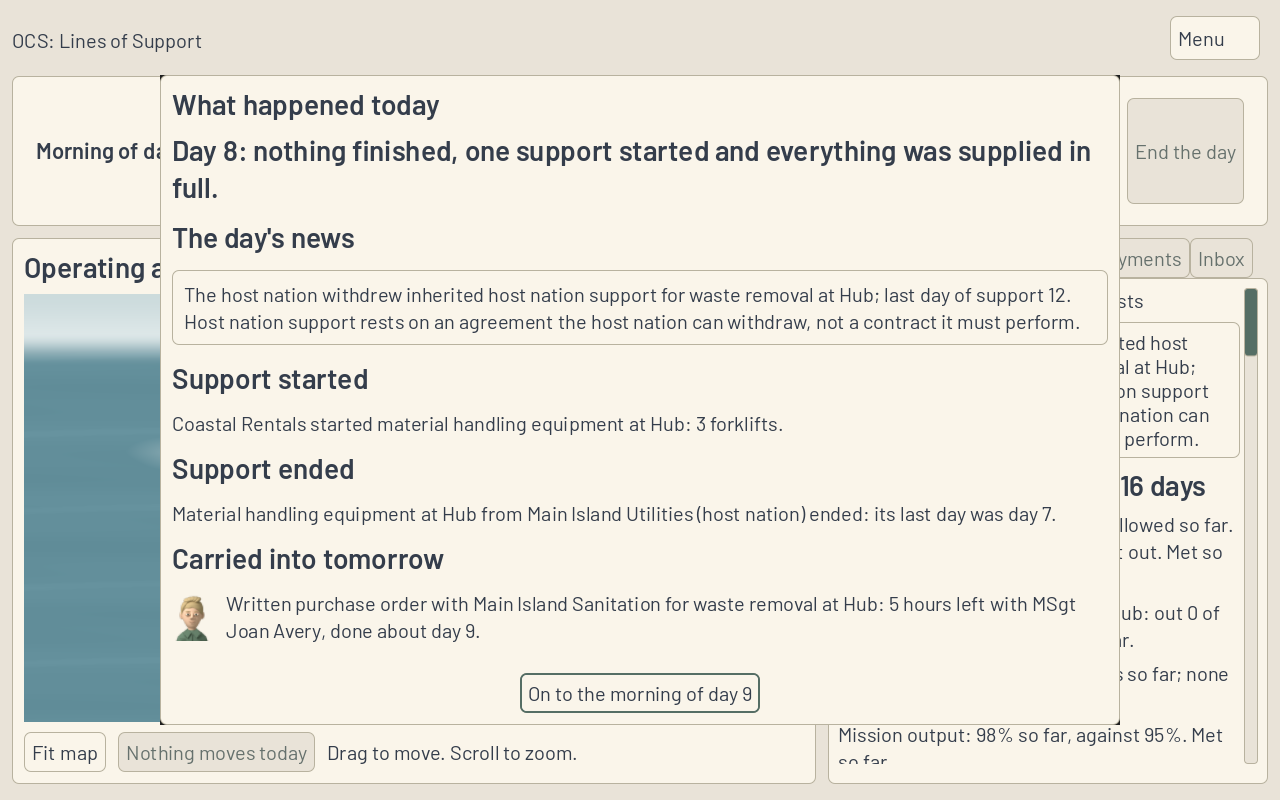 OCS: Lines of Support
Menu
Morning of da
End the day
What happened today
Day 8: nothing finished, one support started and everything was supplied in
full.
The day's news
The host nation withdrew inherited host nation support for waste removal at Hub; last day of support 12.
Host nation support rests on an agreement the host nation can withdraw, not a contract it must perform.
Support started
Coastal Rentals started material handling equipment at Hub: 3 forklifts.
Support ended
Material handling equipment at Hub from Main Island Utilities (host nation) ended: its last day was day 7.
Carried into tomorrow
Written purchase order with Main Island Sanitation for waste removal at Hub: 5 hours left with MSgt
Joan Avery, done about day 9.
On to the morning of day 9
Operating a
Fit map
Nothing moves today
Drag to move. Scroll to zoom.
yments
Inbox
sts
ted host
al at Hub;
on support
nation can
perform.
16 days
llowed so far.
t out. Met so
ub: out 0 of
ar.
s so far; none
Mission output: 98% so far, against 95%. Met
so far